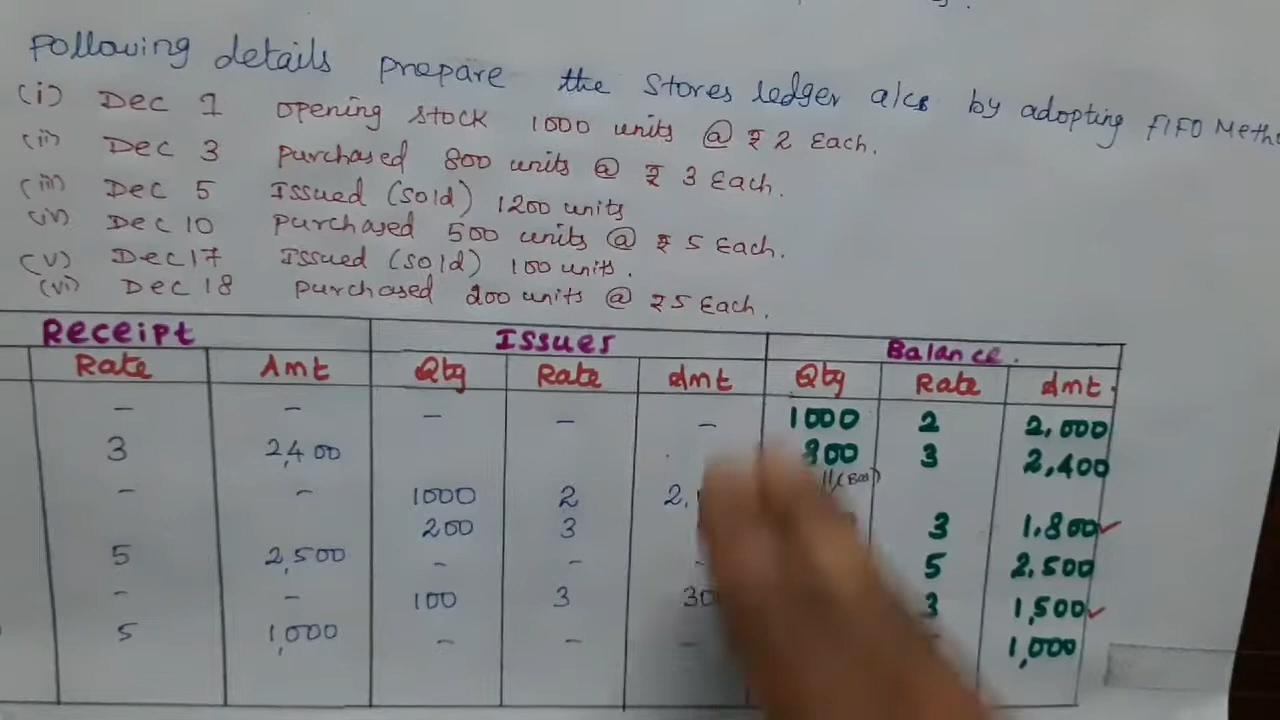 Following details prepare the Stores ledger a/cs by adopting FIFO
(i) Dec 1 opening stock 1000 units @ ₹ 2 Each.
(ii) Dec 3 purchased 800 units @ ₹ 3 Each.
(iii) Dec 5 Issued (sold) 1200 units
(iv) Dec 10 purchased 500 units @ ₹ 5 Each.
(v) Dec 17 Issued (sold) 100 units.
(vi) Dec 18 purchased 200 units @ ₹5 Each.
Receipt Issues Balance.
Rate Amt Qty Rate Amt Qty Rate Amt.
- - - - - 1000 2 2,000
3 2,400 800 3 2,400
- - 1000 2
200 3 3 1.800
5 2,500 - - - 5 2.500
- - 100 3 3 1,500
5 1,000 - - - 1,000